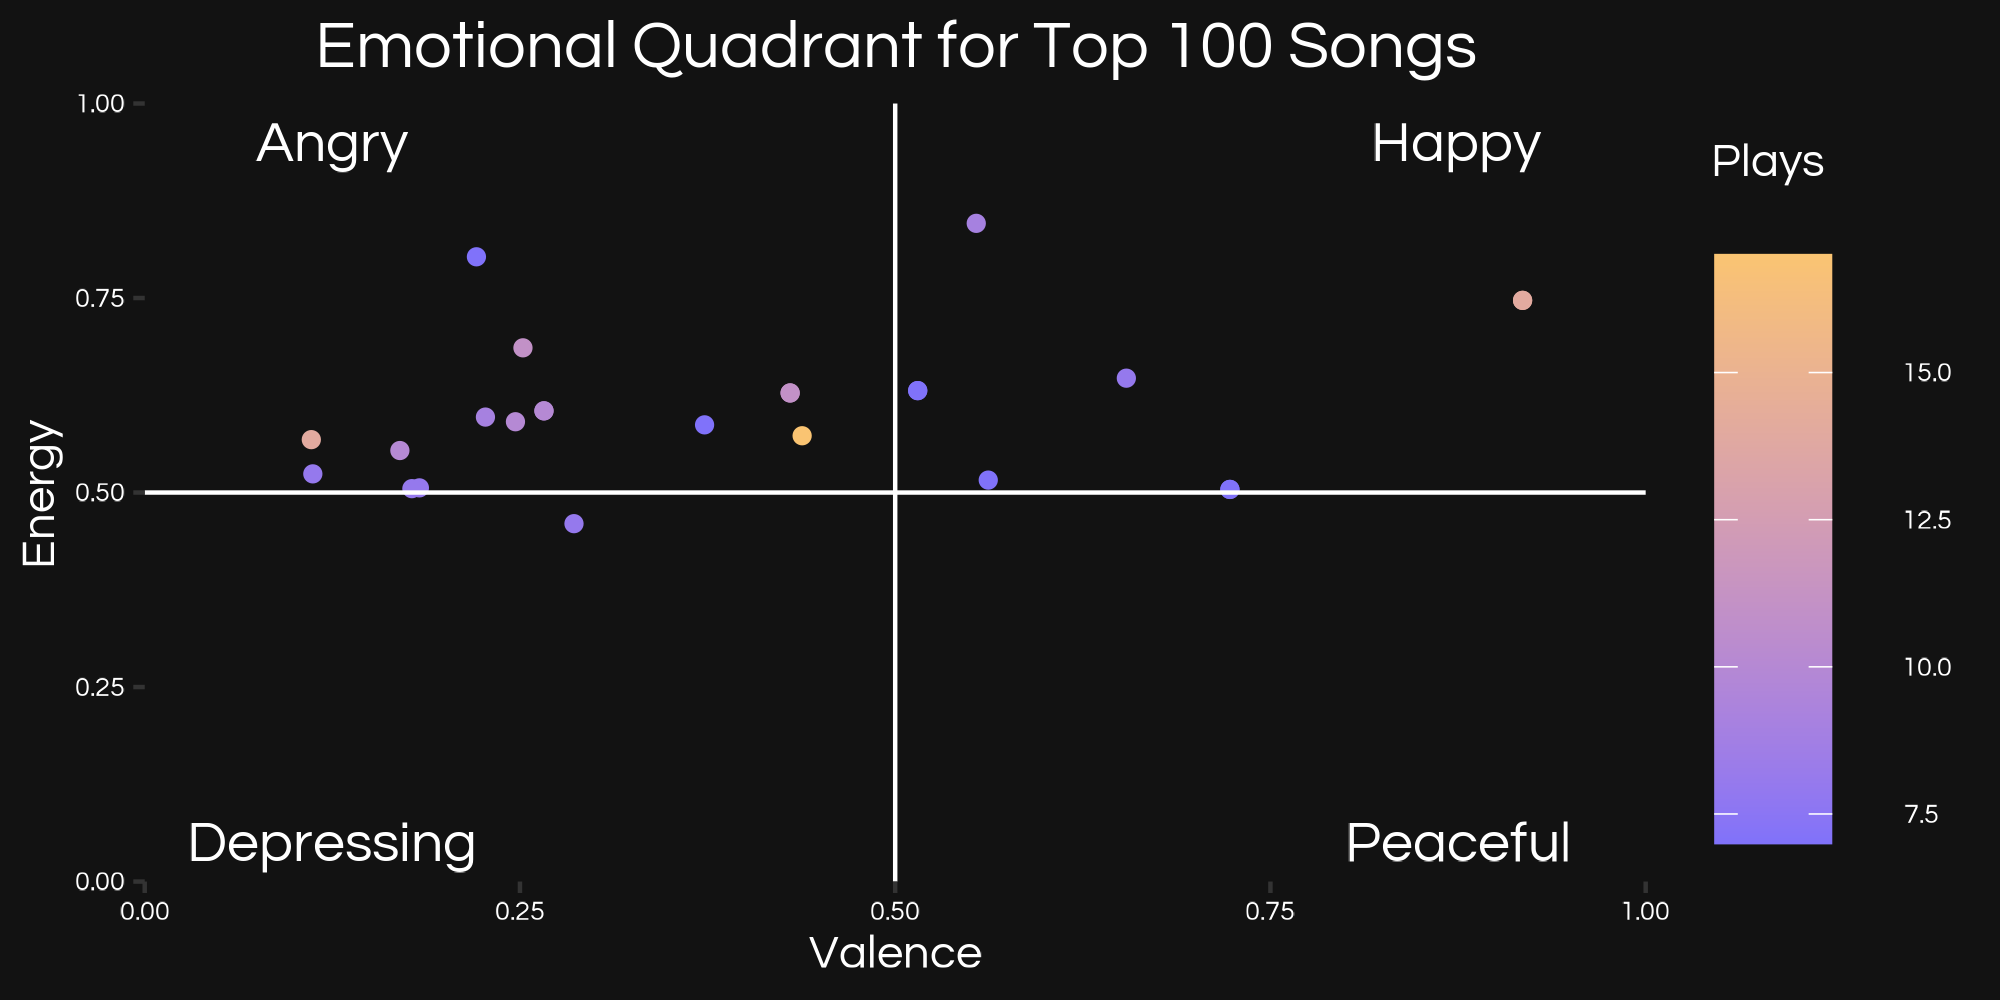 Emotional Quadrant for Top 100 Songs
Angry
Happy
Depressing
Peaceful
Energy
1.00
0.75
0.50
0.25
0.00
0.00
0.25
0.50
0.75
1.00
Valence
Plays
15.0
12.5
10.0
7.5